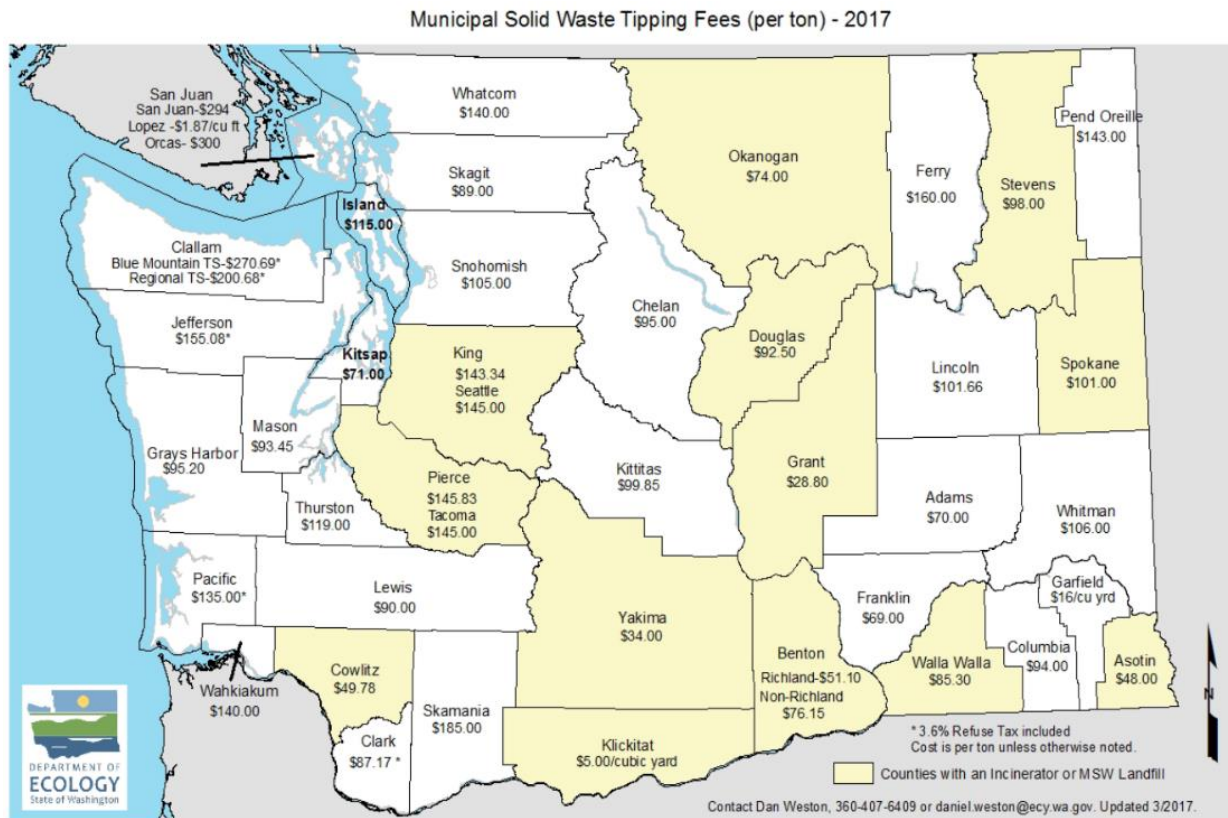 Municipal Solid Waste Tipping Fees (per ton) - 2017
San Juan
San Juan-$294
Lopez -$1.87/cu ft
Orcas- $300
Whatcom
$140.00
Skagit
$89.00
Island
$115.00
Snohomish
$105.00
Clallam
Blue Mountain TS-$270.69*
Regional TS-$200.68*
Jefferson
$155.08*
Kitsap
$71.00
King
$143.34
Seattle
$145.00
Chelan
$95.00
Okanogan
$74.00
Douglas
$92.50
Ferry
$160.00
Stevens
$98.00
Pend Oreille
$143.00
Lincoln
$101.66
Spokane
$101.00
Mason
$93.45
Grays Harbor
$95.20
Thurston
$119.00
Pierce
$145.83
Tacoma
$145.00
Kittitas
$99.85
Grant
$28.80
Adams
$70.00
Whitman
$106.00
Pacific
$135.00*
Lewis
$90.00
Yakima
$34.00
Benton
Richland-$51.10
Non-Richland
$76.15
Franklin
$69.00
Walla Walla
$85.30
Columbia
$94.00
Garfield
$16/cu yrd
Asotin
$48.00
Wahkiakum
$140.00
Cowlitz
$49.78
Clark
$87.17 *
Skamania
$185.00
Klickitat
$5.00/cubic yard
N
* 3.6% Refuse Tax included
Cost is per ton unless otherwise noted.
Counties with an Incinerator or MSW Landfill
Contact Dan Weston, 360-407-6409 or daniel.weston@ecy.wa.gov. Updated 3/2017.
DEPARTMENT OF
ECOLOGY
State of Washington